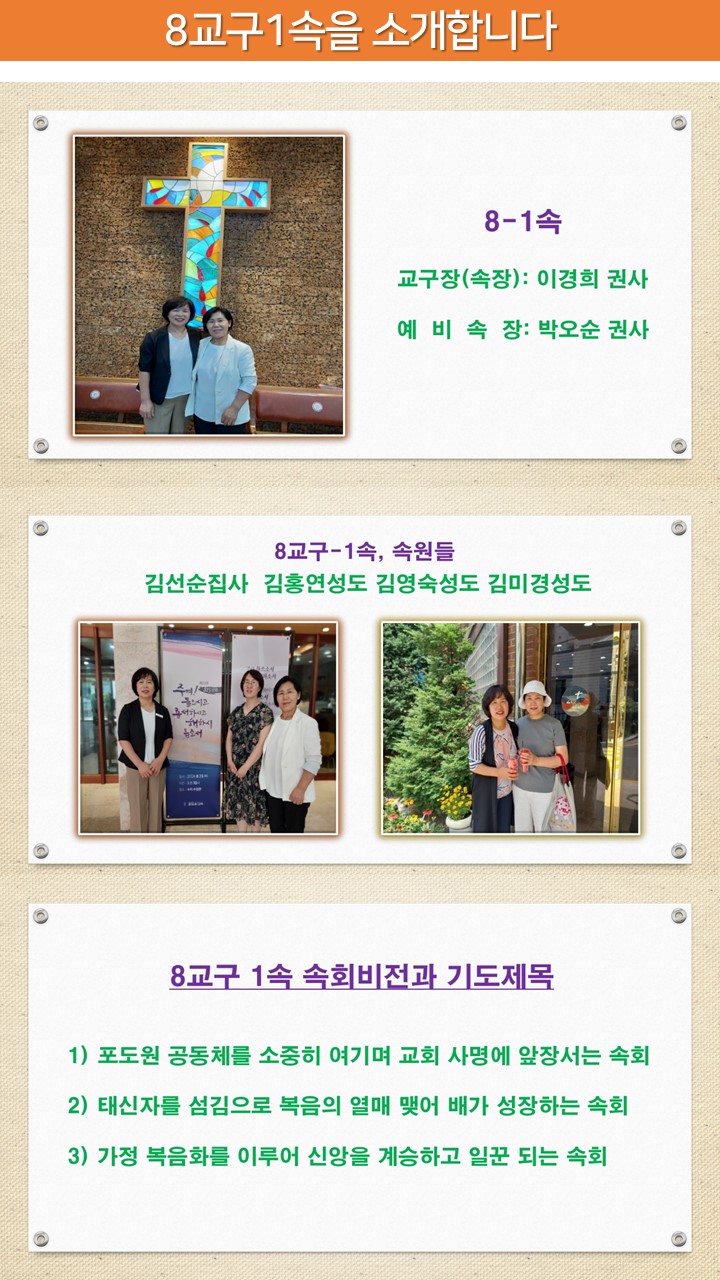 8교구1속을 소개합니다
8-1속
교구장(속장): 이경희 권사
예 비 속 장: 박오순 권사
8교구-1속, 속원들
김선순집사 김홍연성도 김영숙성도 김미경성도
8교구 1속 속회비전과 기도제목
1) 포도원 공동체를 소중히 여기며 교회 사명에 앞장서는 속회
2) 태신자를 섬김으로 복음의 열매 맺어 배가 성장하는 속회
3) 가정 복음화를 이루어 신앙을 계승하고 일꾼 되는 속회